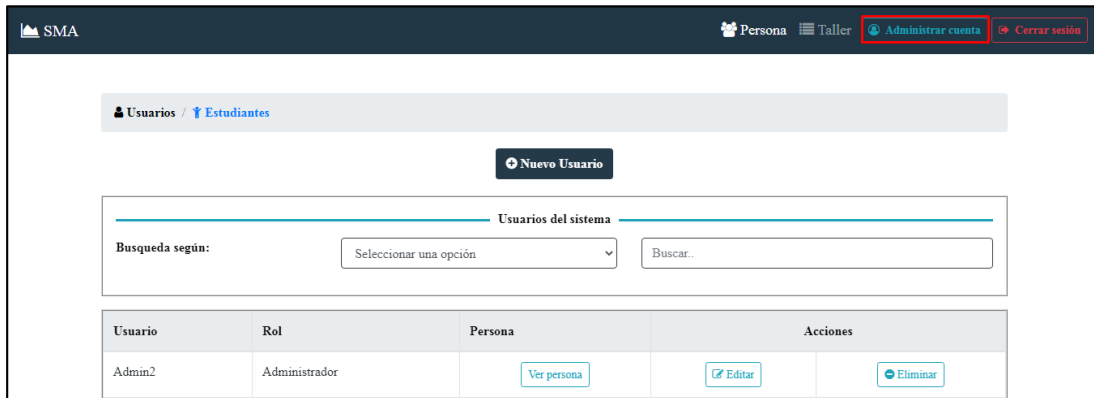 SMA
Persona
Taller
Administrar cuenta
Cerrar sesión
Usuarios / Estudiantes
Nuevo Usuario
Usuarios del sistema
Busqueda según:
Seleccionar una opción
Buscar..
Usuario Rol Persona Acciones
Admin2 Administrador Ver persona Editar Eliminar